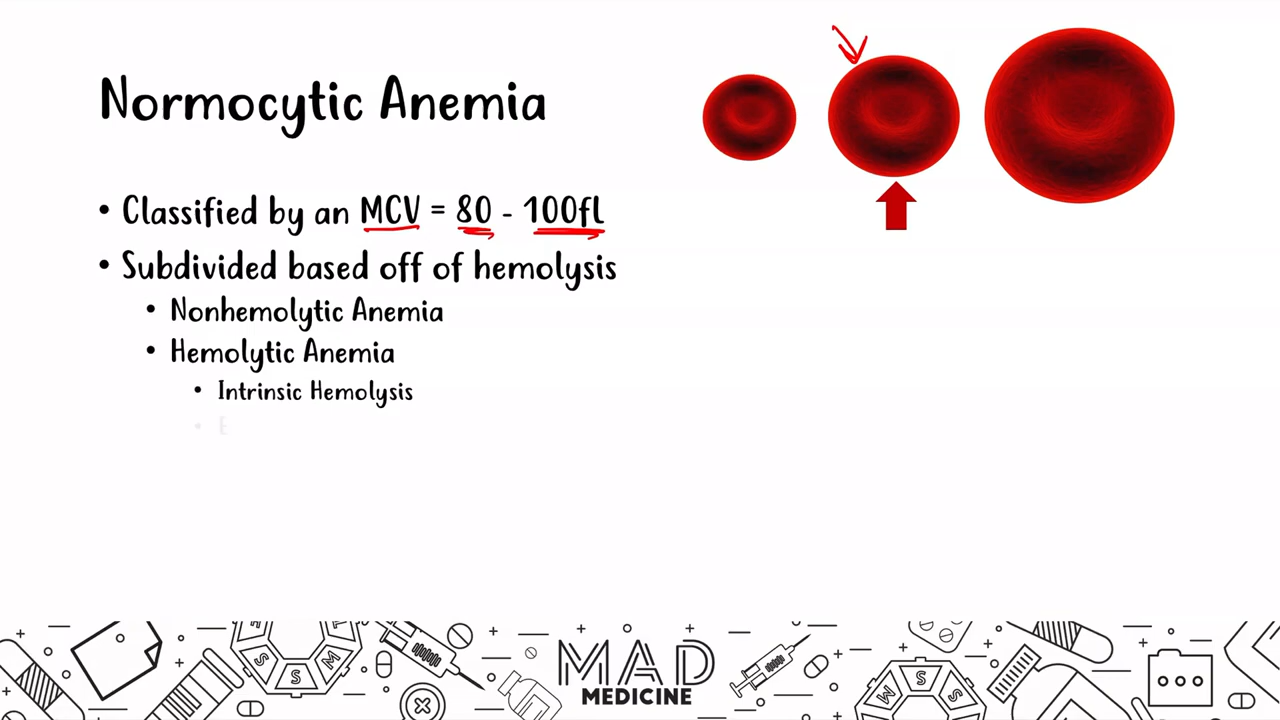 Normocytic Anemia
• Classified by an MCV = 80 - 100fL
• Subdivided based off of hemolysis
• Nonhemolytic Anemia
• Hemolytic Anemia
• Intrinsic Hemolysis
• E
S S M
MAD
MEDICINE
M S S